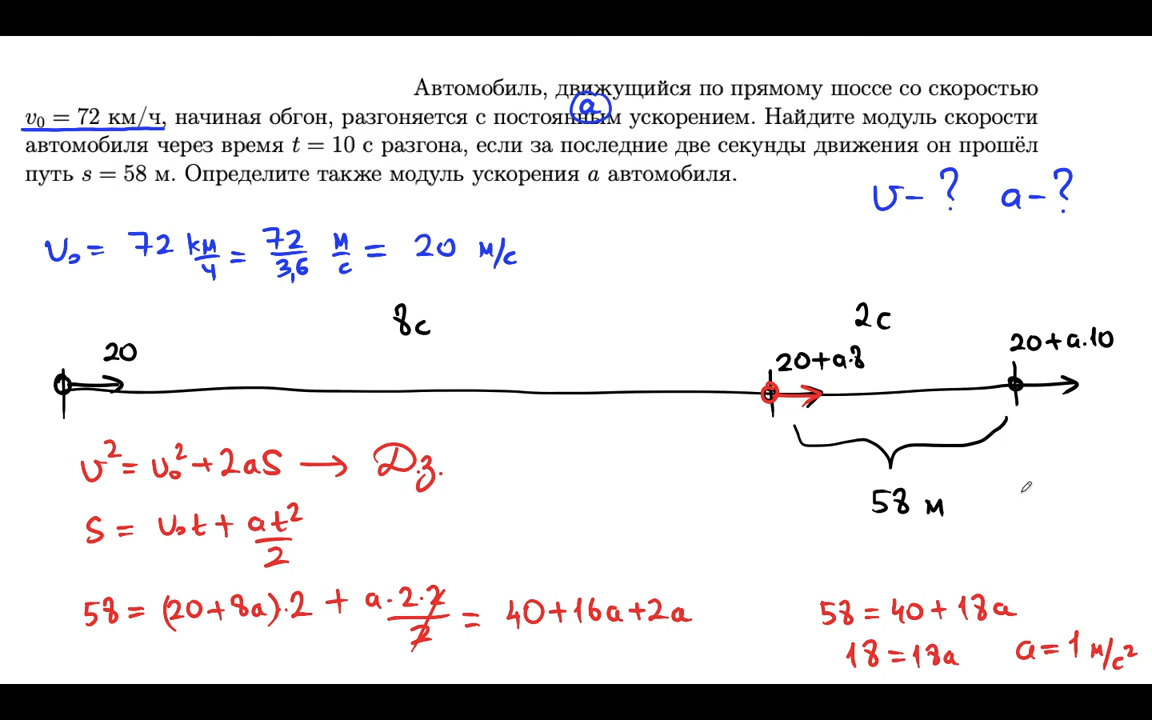 Автомобиль, движущийся по прямому шоссе со скоростью
v₀ = 72 км/ч, начиная обгон, разгоняется с постоянным ускорением. Найдите модуль скорости
a
автомобиля через время t = 10 с разгона, если за последние две секунды движения он прошёл
путь s = 58 м. Определите также модуль ускорения a автомобиля.
υ - ? a - ?
υ₀ = 72 км/ч = 72/3,6 м/с = 20 м/с
8с 2с
20 20+a·8 20+a·10
υ² = υ₀² + 2aS → Д.з.
58 м
S = υ₀t + at²/2
58 = (20+8a)·2 + a·2·2/2 = 40+16a+2a
58 = 40+18a
18 = 18a a = 1 м/с²